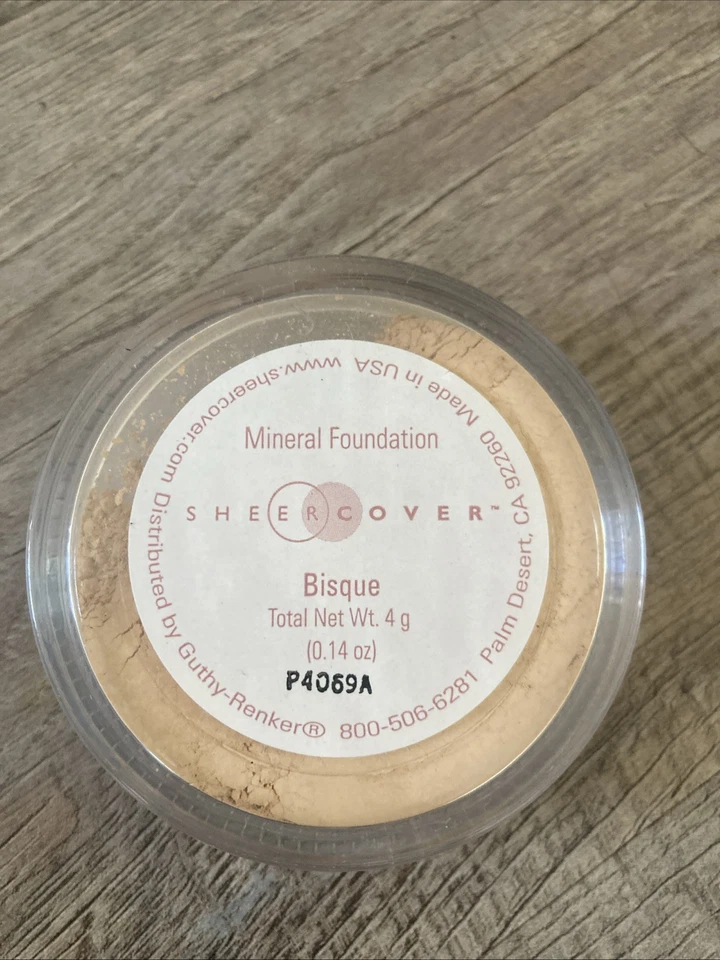 Mineral Foundation
SHEERCOVER™
Bisque
Total Net Wt. 4 g
(0.14 oz)
P4069A
www.sheercover.com Distributed by Guthy-Renker® 800-506-6281 Palm Desert, CA 92260 Made in USA